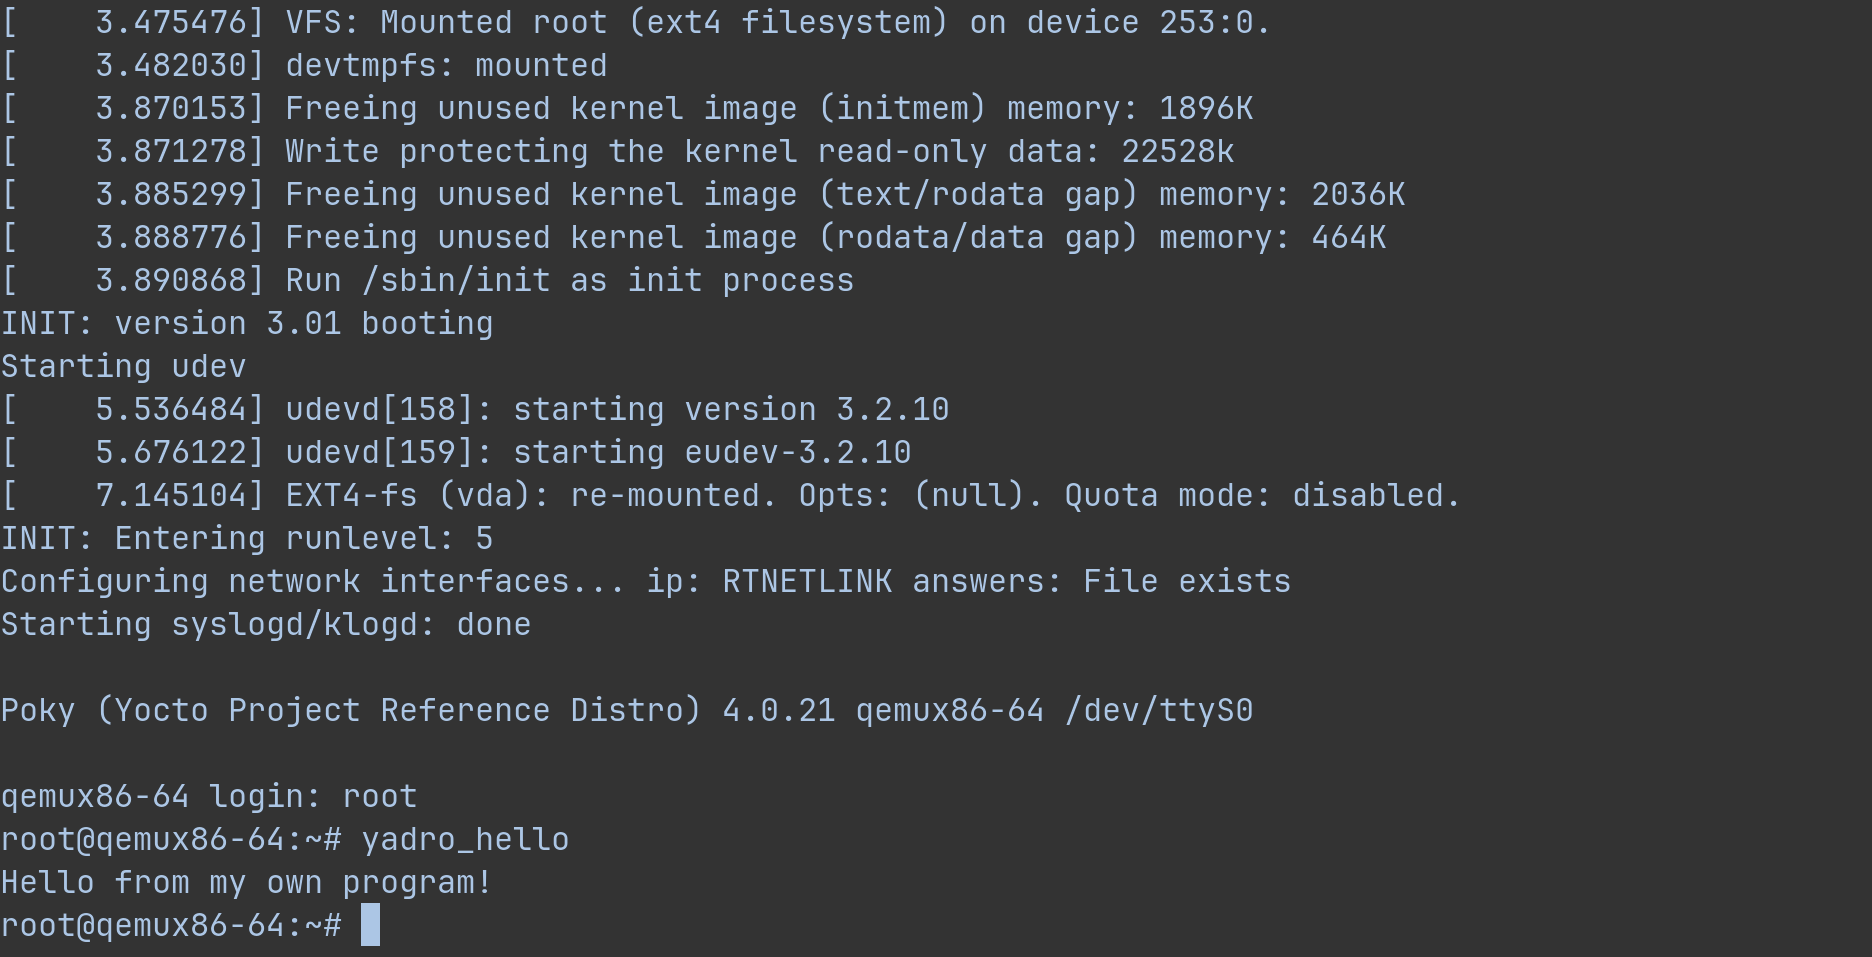 [    3.475476] VFS: Mounted root (ext4 filesystem) on device 253:0.
[    3.482030] devtmpfs: mounted
[    3.870153] Freeing unused kernel image (initmem) memory: 1896K
[    3.871278] Write protecting the kernel read-only data: 22528k
[    3.885299] Freeing unused kernel image (text/rodata gap) memory: 2036K
[    3.888776] Freeing unused kernel image (rodata/data gap) memory: 464K
[    3.890868] Run /sbin/init as init process
INIT: version 3.01 booting
Starting udev
[    5.536484] udevd[158]: starting version 3.2.10
[    5.676122] udevd[159]: starting eudev-3.2.10
[    7.145104] EXT4-fs (vda): re-mounted. Opts: (null). Quota mode: disabled.
INIT: Entering runlevel: 5
Configuring network interfaces... ip: RTNETLINK answers: File exists
Starting syslogd/klogd: done
Poky (Yocto Project Reference Distro) 4.0.21 qemux86-64 /dev/ttyS0
qemux86-64 login: root
root@qemux86-64:~# yadro_hello
Hello from my own program!
root@qemux86-64:~#